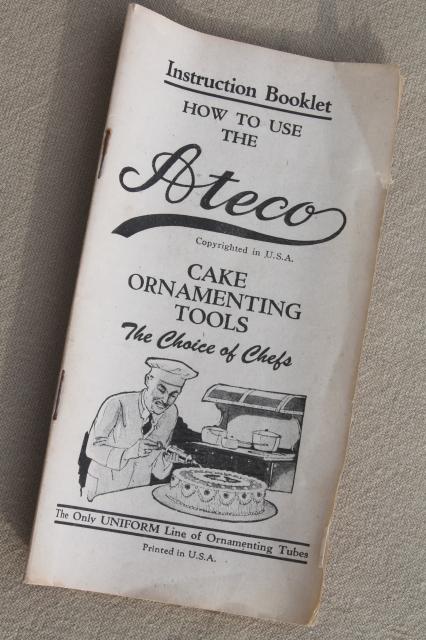 Instruction Booklet
HOW TO USE
THE
Ateco
Copyrighted in U.S.A.
CAKE
ORNAMENTING
TOOLS
The Choice of Chefs
The Only UNIFORM Line of Ornamenting Tubes
Printed in U.S.A.